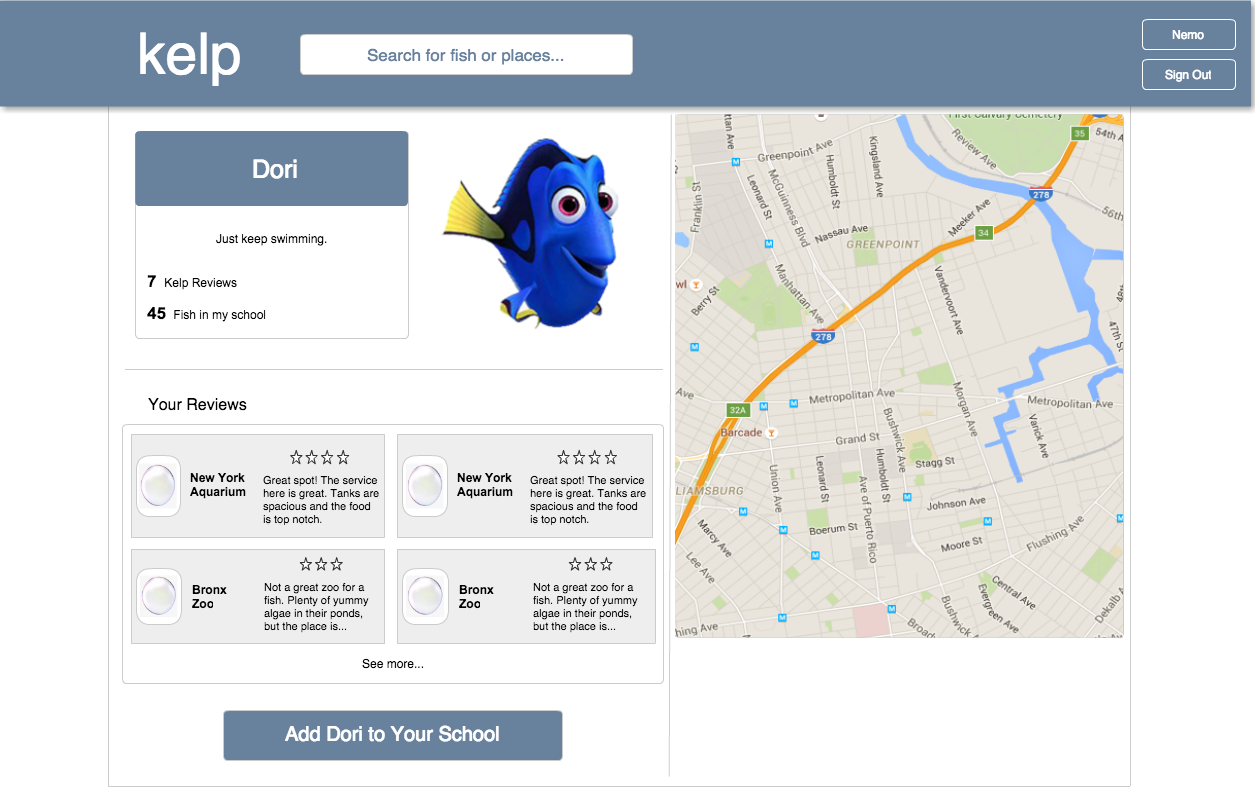 kelp
Search for fish or places...
Nemo
Sign Out
Dori
Just keep swimming.
7 Kelp Reviews
45 Fish in my school
Your Reviews
New York
Aquarium
Great spot! The service
here is great. Tanks are
spacious and the food
is top notch.
New York
Aquarium
Great spot! The service
here is great. Tanks are
spacious and the food
is top notch.
Bronx
Zoo
Not a great zoo for a
fish. Plenty of yummy
algae in their ponds,
but the place is...
Bronx
Zoo
Not a great zoo for a
fish. Plenty of yummy
algae in their ponds,
but the place is...
See more...
Add Dori to Your School
First Calvary Cemetery
35
54th A
Review Ave
Greenpoint Ave
Kingsland Ave
Humboldt St
McGuinness Blvd
Leonard St
Franklin St
278
56th
Meeker Ave
Nassau Ave
GREENPOINT
34
Manhattan Ave
Vandervoort Ave
wl
Berry St
48th
47th St
278
Ave
Metropolitan Ave
Morgan Ave
Metropolitan Ave
32A
Barcade
Bushwick Ave
Varick Ave
Grand St
Stagg St
Leonard St
Humboldt St
Union Ave
Ave of Puerto Rico
LIAMSBURG
Johnson Ave
Marcy Ave
Boerum St
Flushing Ave
Moore St
Lee Ave
Central Ave
Evergreen Ave
Bushwick Ave
Dekalb
hing Ave
Broad